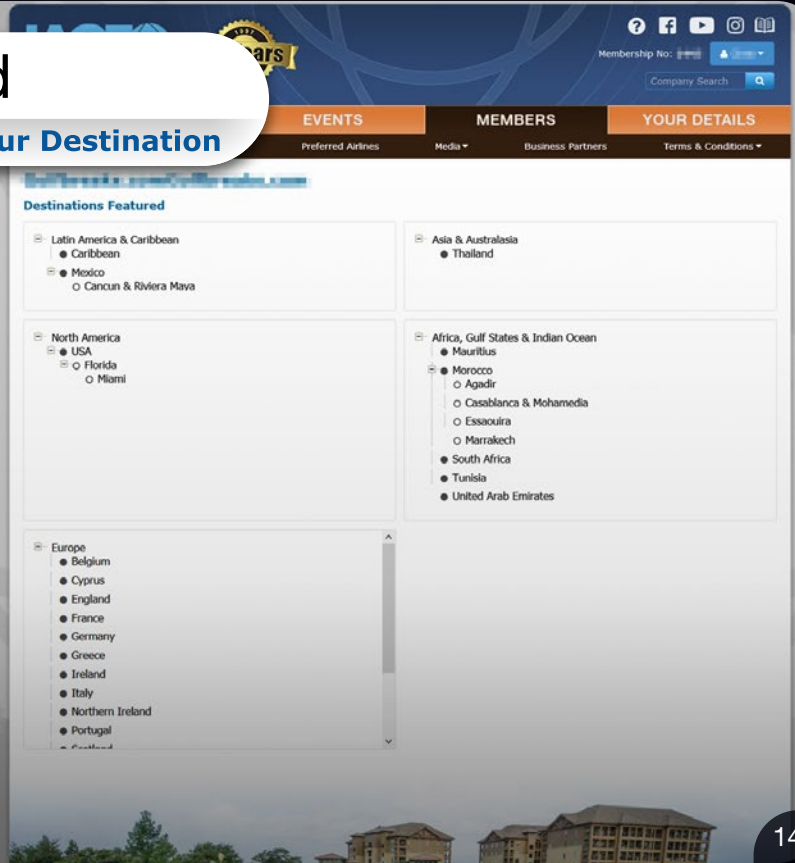 1997
ars
d
ur Destination
Membership No:
Company Search
EVENTS
MEMBERS
YOUR DETAILS
Preferred Airlines
Media
Business Partners
Terms & Conditions
Destinations Featured
Latin America & Caribbean
Caribbean
Mexico
Cancun & Riviera Maya
Asia & Australasia
Thailand
North America
USA
Florida
Miami
Africa, Gulf States & Indian Ocean
Mauritius
Morocco
Agadir
Casablanca & Mohamedia
Essaouira
Marrakech
South Africa
Tunisia
United Arab Emirates
Europe
Belgium
Cyprus
England
France
Germany
Greece
Ireland
Italy
Northern Ireland
Portugal
Scotland
14